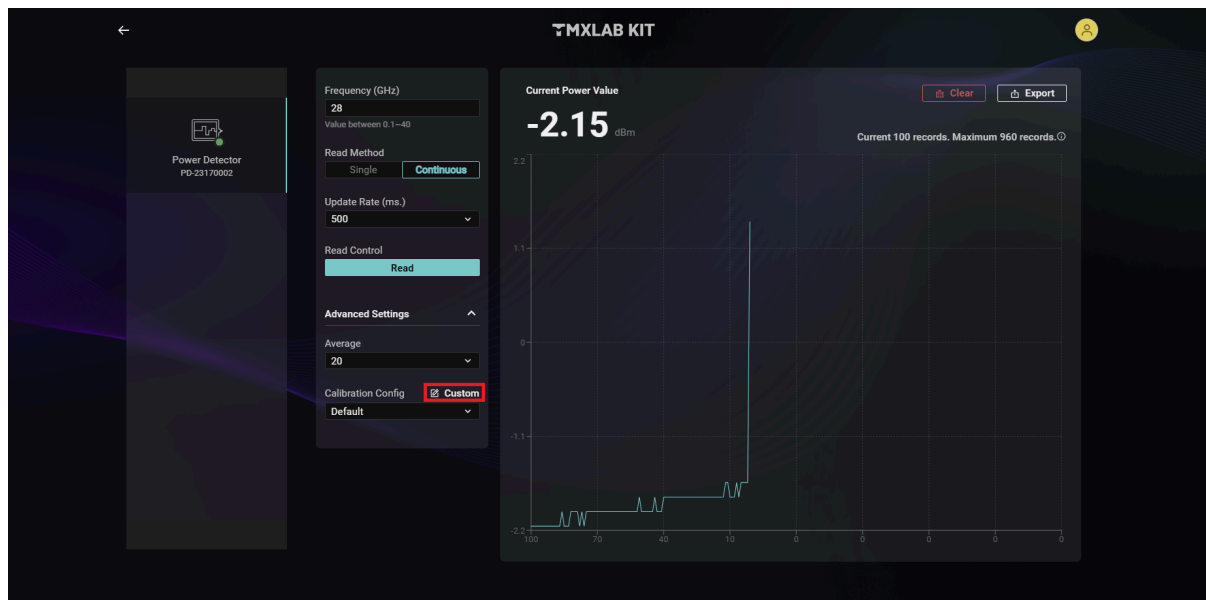 TMXLAB KIT
Power Detector
PD-23170002
Frequency (GHz)
28
Value between 0.1~40
Read Method
Single Continuous
Update Rate (ms.)
500
Read Control
Read
Advanced Settings
Average
20
Calibration Config Custom
Default
Current Power Value
Clear Export
-2.15 dBm
Current 100 records. Maximum 960 records.
2.2
1.1
0
-1.1
-2.2
100 70 40 10 0 0 0 0 0